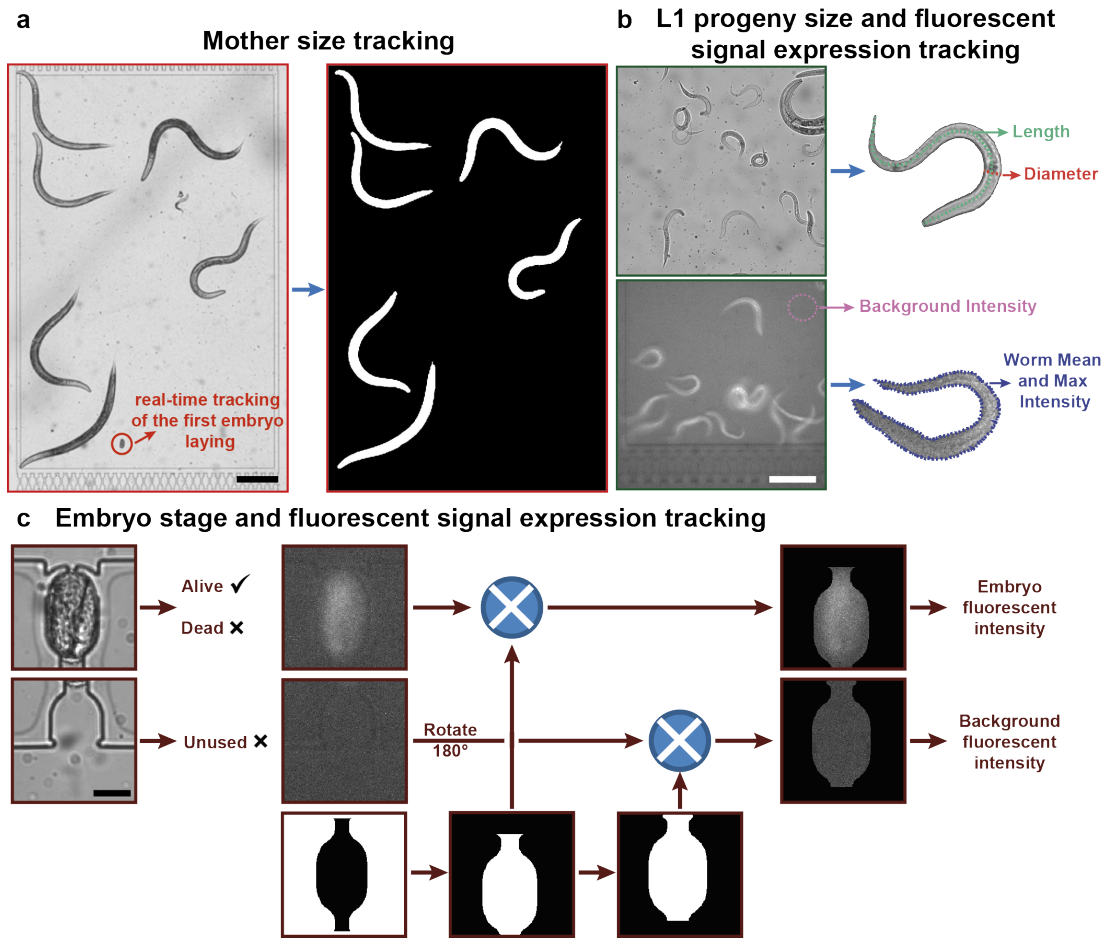 a
Mother size tracking
real-time tracking
of the first embryo
laying
b
L1 progeny size and fluorescent
signal expression tracking
Length
Diameter
Background Intensity
Worm Mean
and Max
Intensity
c
Embryo stage and fluorescent signal expression tracking
Alive
Dead
Embryo
fluorescent
intensity
Unused
Rotate
180°
Background
fluorescent
intensity